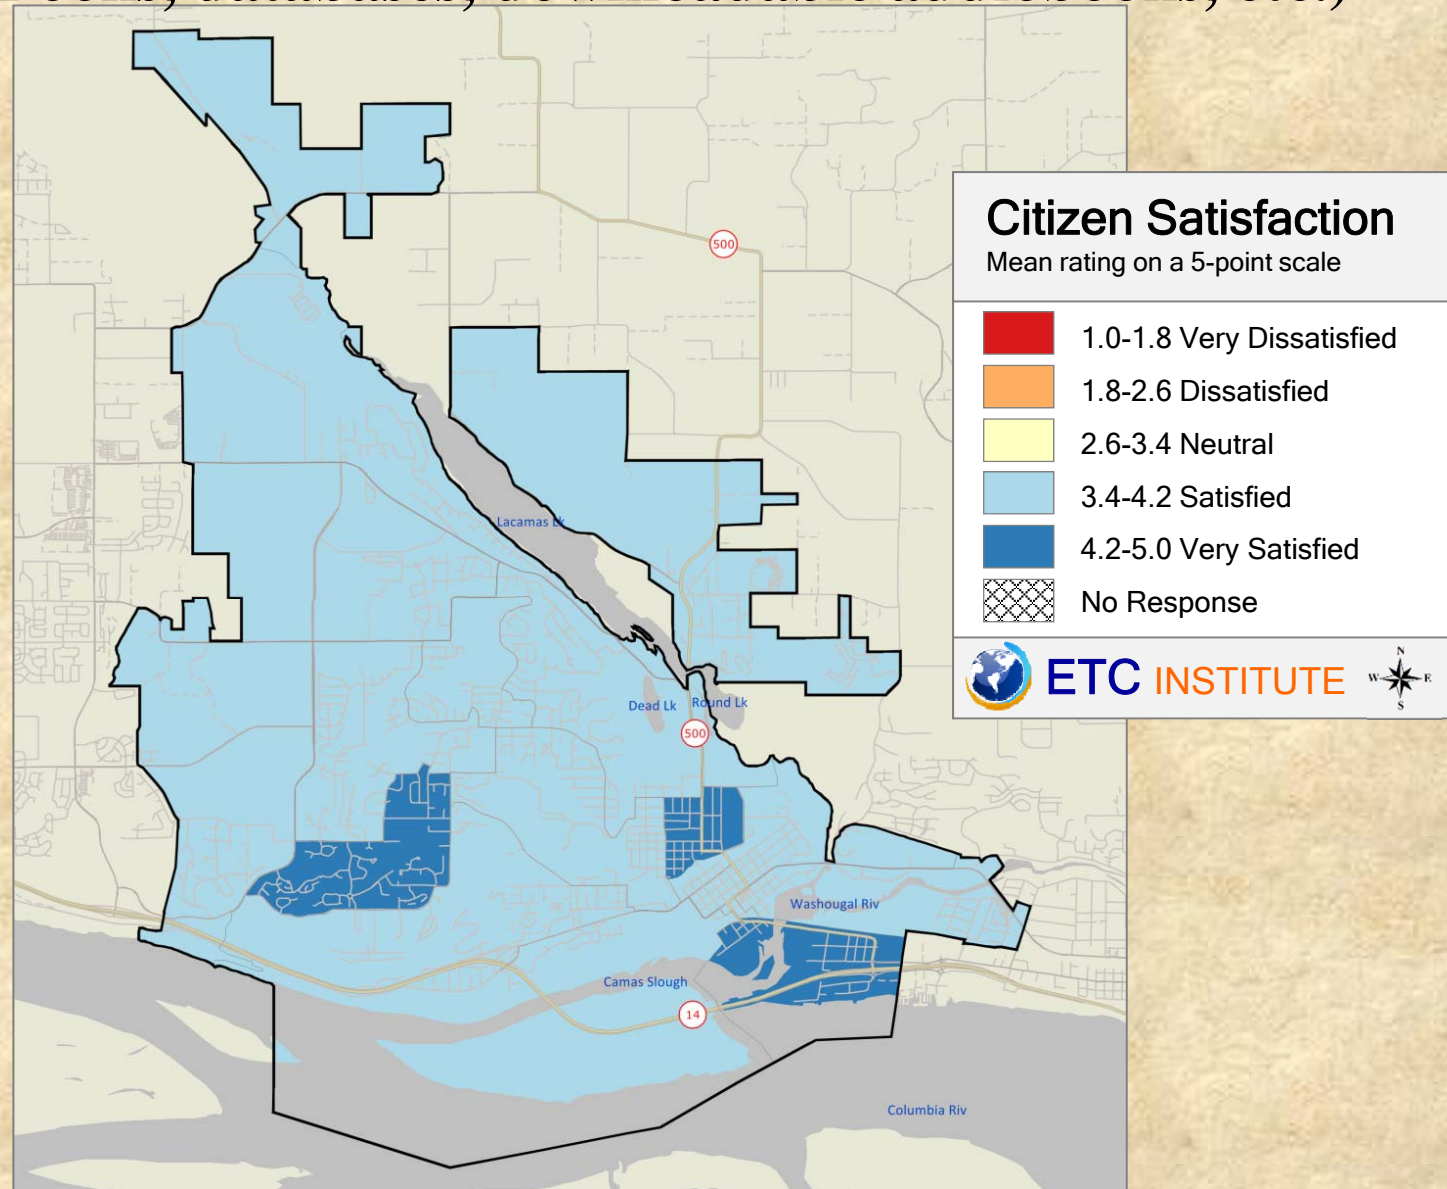 500
Citizen Satisfaction
Mean rating on a 5-point scale
1.0-1.8 Very Dissatisfied
1.8-2.6 Dissatisfied
2.6-3.4 Neutral
3.4-4.2 Satisfied
4.2-5.0 Very Satisfied
No Response
ETC INSTITUTE
N
W E
S
Lacamas Lk
Dead Lk
Round Lk
500
Washougal Riv
Camas Slough
14
Columbia Riv